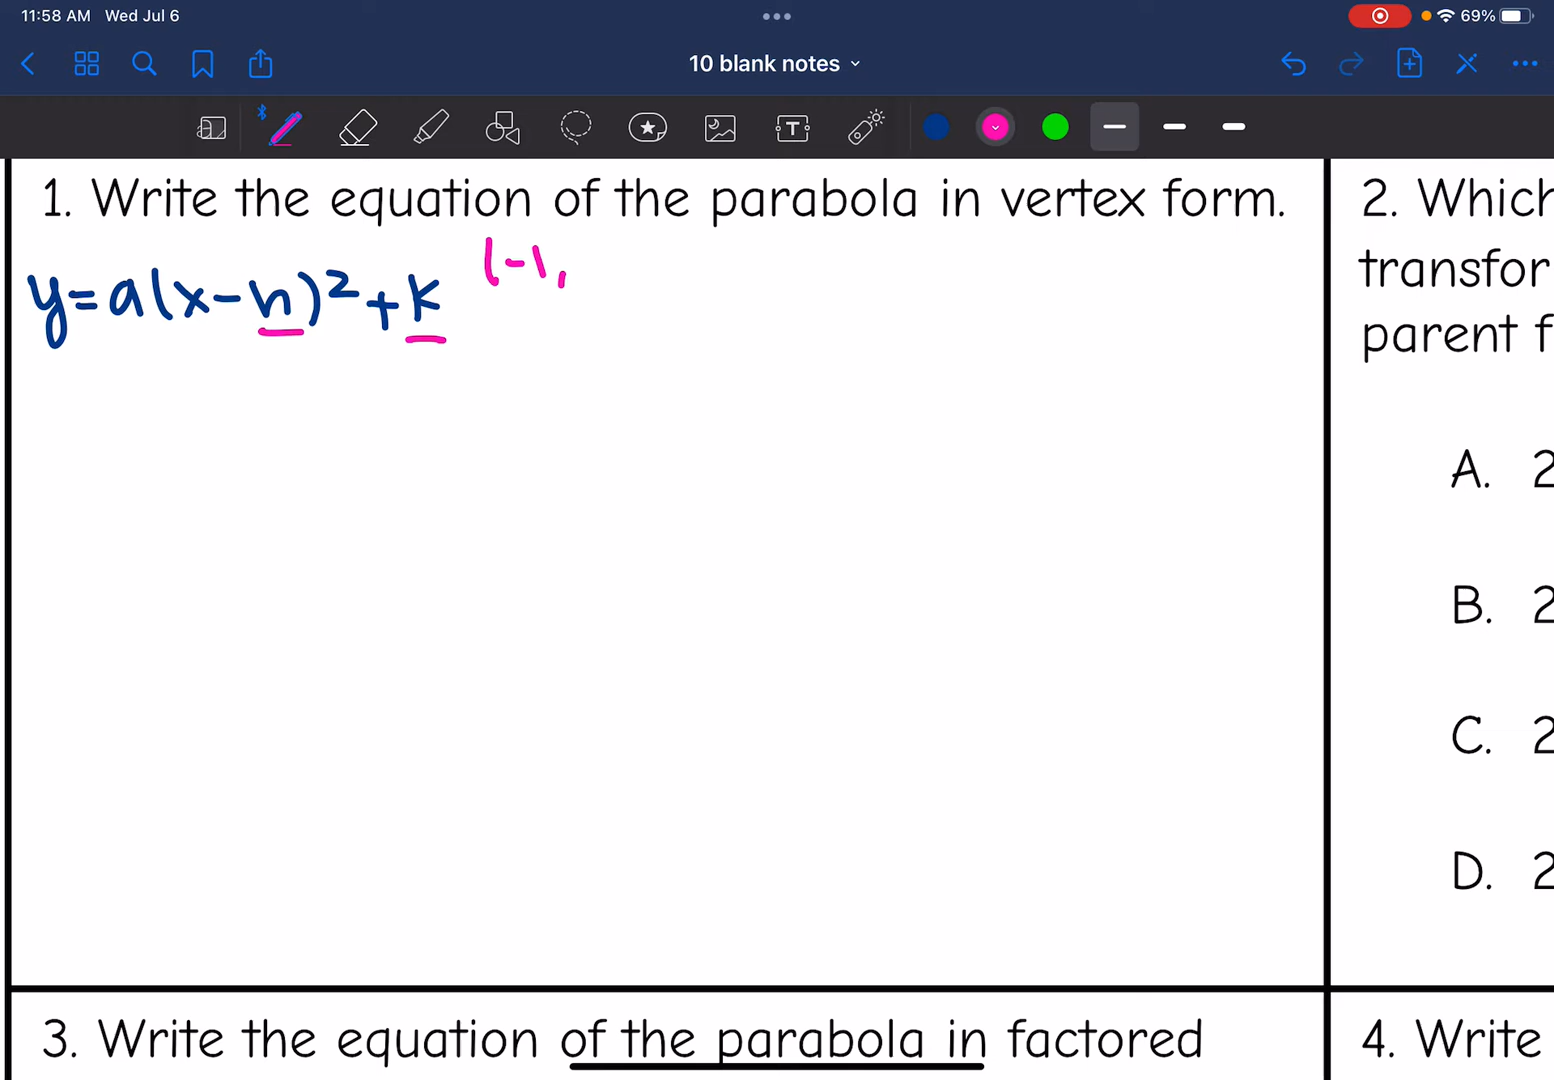 11:58 AM Wed Jul 6
69%
10 blank notes
T
1. Write the equation of the parabola in vertex form.
(-1,
y=a(x-h)²+k
2. Which
transfor
parent f
A. 2
B. 2
C. 2
D. 2
3. Write the equation of the parabola in factored
4. Write